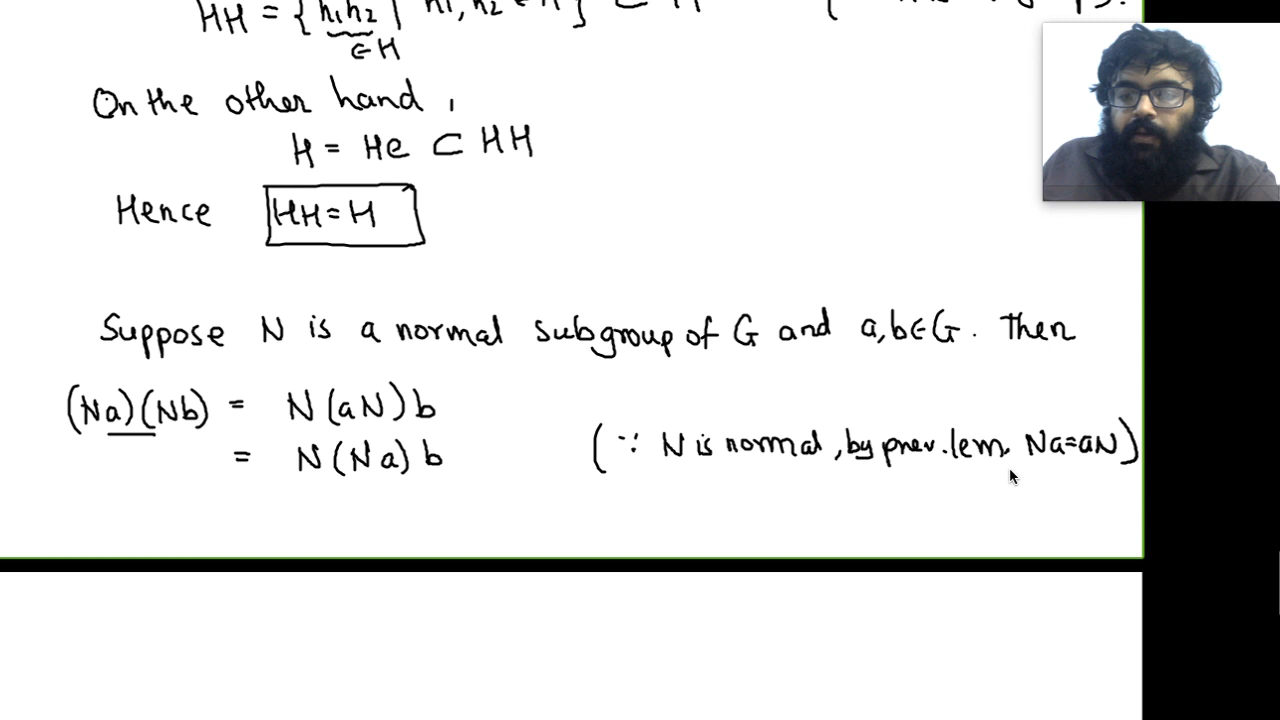 HH = { h₁h₂ | h₁, h₂ ∈ H } ⊂ H
∈ H
On the other hand ,
H = He ⊂ HH
Hence HH = H
Suppose N is a normal subgroup of G and a,b∈G. Then
(Na)(Nb) = N(aN)b
= N(Na)b (∵ N is normal, by prev. lem. Na=aN)